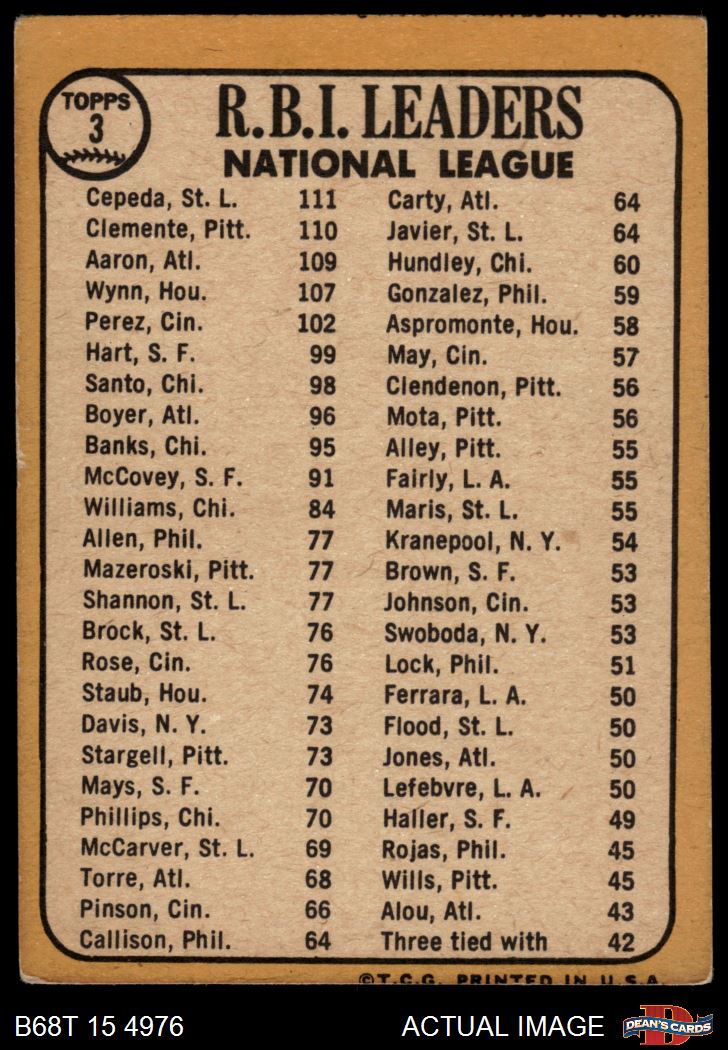 TOPPS
3
R.B.I. LEADERS
NATIONAL LEAGUE
Cepeda, St. L. 111
Clemente, Pitt. 110
Aaron, Atl. 109
Wynn, Hou. 107
Perez, Cin. 102
Hart, S. F. 99
Santo, Chi. 98
Boyer, Atl. 96
Banks, Chi. 95
McCovey, S. F. 91
Williams, Chi. 84
Allen, Phil. 77
Mazeroski, Pitt. 77
Shannon, St. L. 77
Brock, St. L. 76
Rose, Cin. 76
Staub, Hou. 74
Davis, N. Y. 73
Stargell, Pitt. 73
Mays, S. F. 70
Phillips, Chi. 70
McCarver, St. L. 69
Torre, Atl. 68
Pinson, Cin. 66
Callison, Phil. 64
Carty, Atl. 64
Javier, St. L. 64
Hundley, Chi. 60
Gonzalez, Phil. 59
Aspromonte, Hou. 58
May, Cin. 57
Clendenon, Pitt. 56
Mota, Pitt. 56
Alley, Pitt. 55
Fairly, L. A. 55
Maris, St. L. 55
Kranepool, N. Y. 54
Brown, S. F. 53
Johnson, Cin. 53
Swoboda, N. Y. 53
Lock, Phil. 51
Ferrara, L. A. 50
Flood, St. L. 50
Jones, Atl. 50
Lefebvre, L. A. 50
Haller, S. F. 49
Rojas, Phil. 45
Wills, Pitt. 45
Alou, Atl. 43
Three tied with 42
©T.C.G. PRINTED IN U.S.A.
B68T 15 4976 ACTUAL IMAGE
DEAN'S CARDS